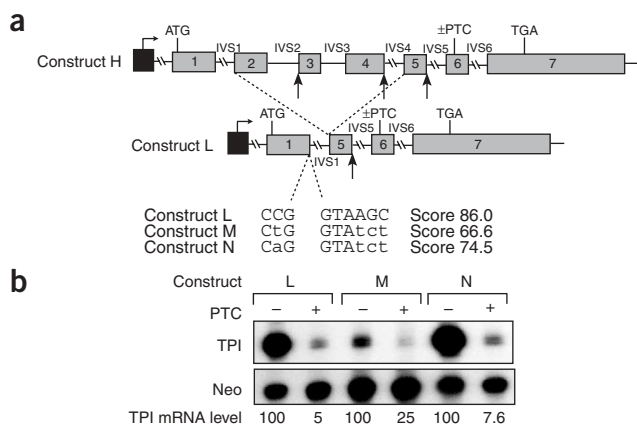 a
ATG ±PTC TGA
IVS1 IVS2 IVS3 IVS4 IVS5 IVS6
Construct H 1 2 3 4 5 6 7
ATG ±PTC TGA
IVS5 IVS6
Construct L 1 5 6 7
IVS1
Construct L CCG GTAAGC Score 86.0
Construct M CtG GTAtct Score 66.6
Construct N CaG GTAtct Score 74.5
b
Construct L M N
PTC – + – + – +
TPI
Neo
TPI mRNA level 100 5 100 25 100 7.6